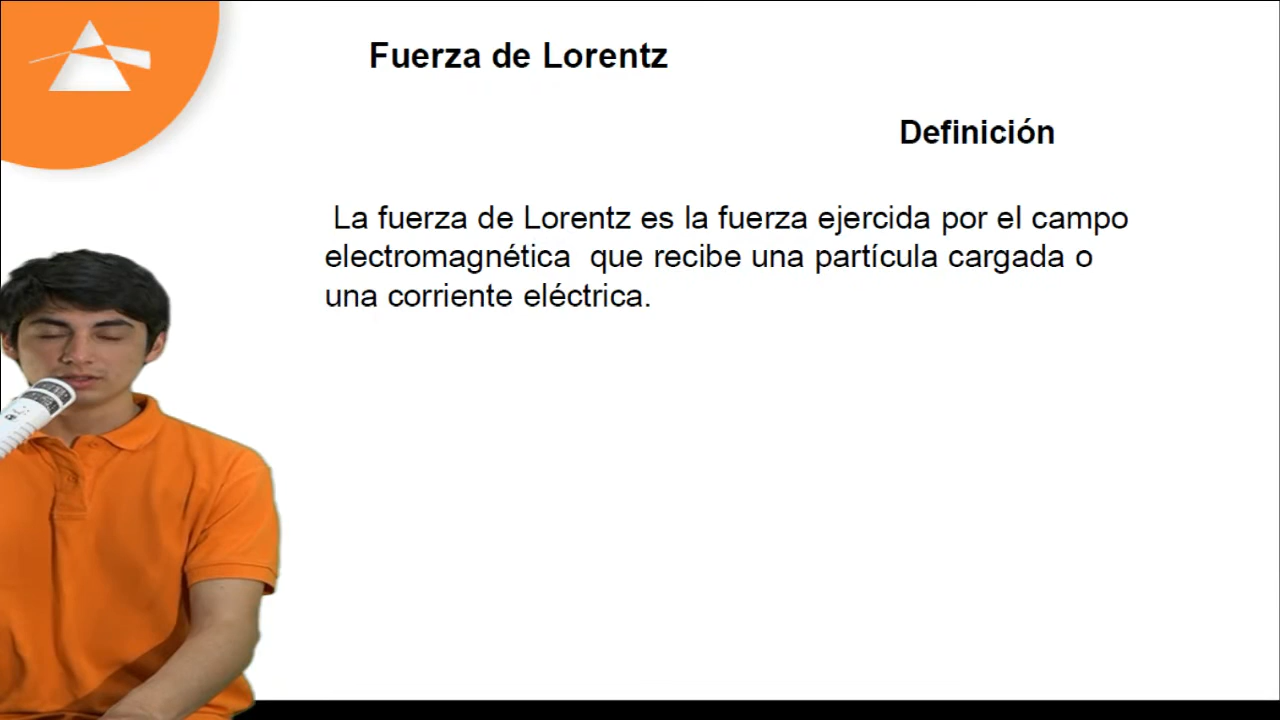 Fuerza de Lorentz
Definición
La fuerza de Lorentz es la fuerza ejercida por el campo
electromagnética que recibe una partícula cargada o
una corriente eléctrica.